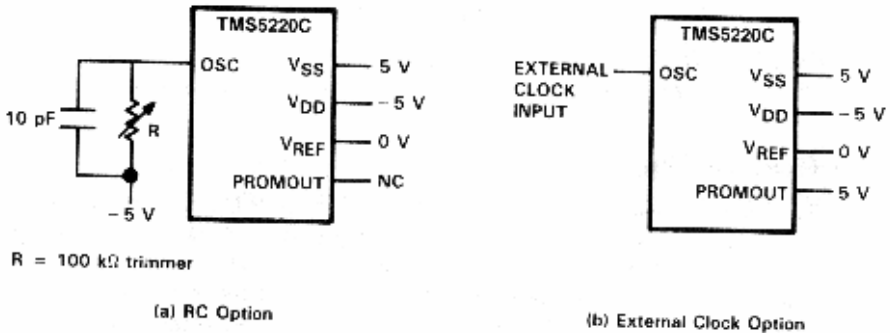 TMS5220C
OSC
VSS 5 V
VDD −5 V
VREF 0 V
PROMOUT NC
10 pF
R
−5 V
R = 100 kΩ trimmer
(a) RC Option
TMS5220C
EXTERNAL
CLOCK
INPUT
OSC
VSS 5 V
VDD −5 V
VREF 0 V
PROMOUT 5 V
(b) External Clock Option